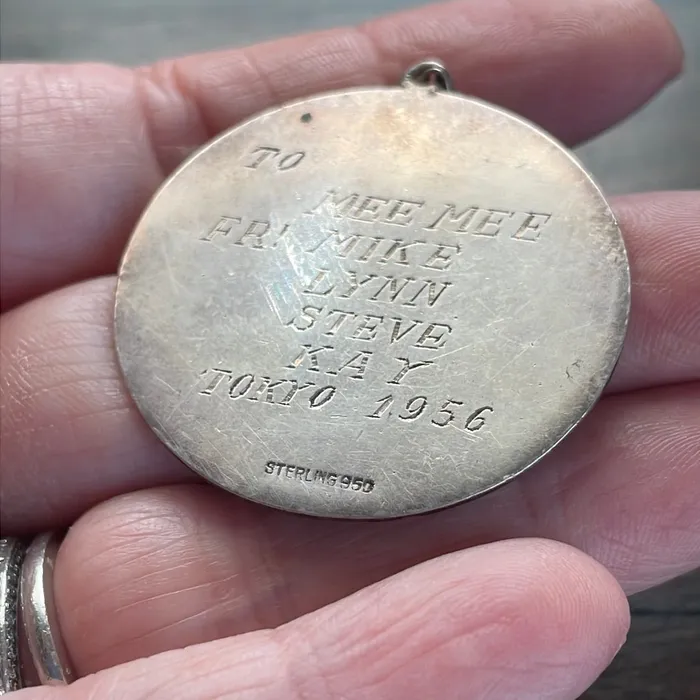 TO
MEE MEE
FR: MIKE
LYNN
STEVE
KAY
TOKYO 1956
STERLING 950